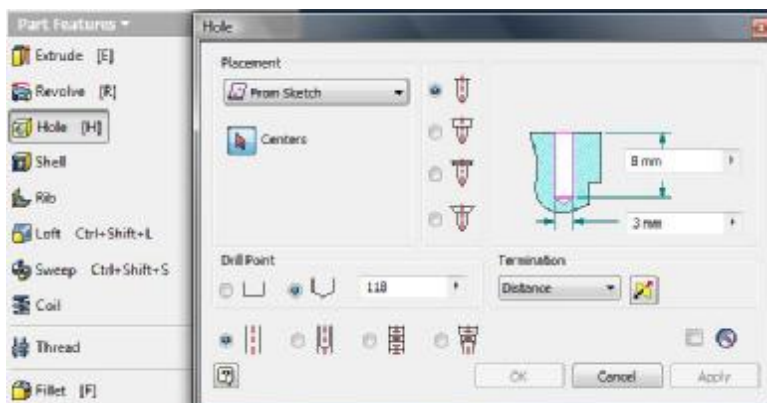 Part Features
Extrude [E]
Revolve [R]
Hole [H]
Shell
Rib
Loft Ctrl+Shift+L
Sweep Ctrl+Shift+S
Coil
Thread
Fillet [F]
Hole
Placement
From Sketch
Centers
8 mm
3 mm
Drill Point
118
Termination
Distance
OK
Cancel
Apply